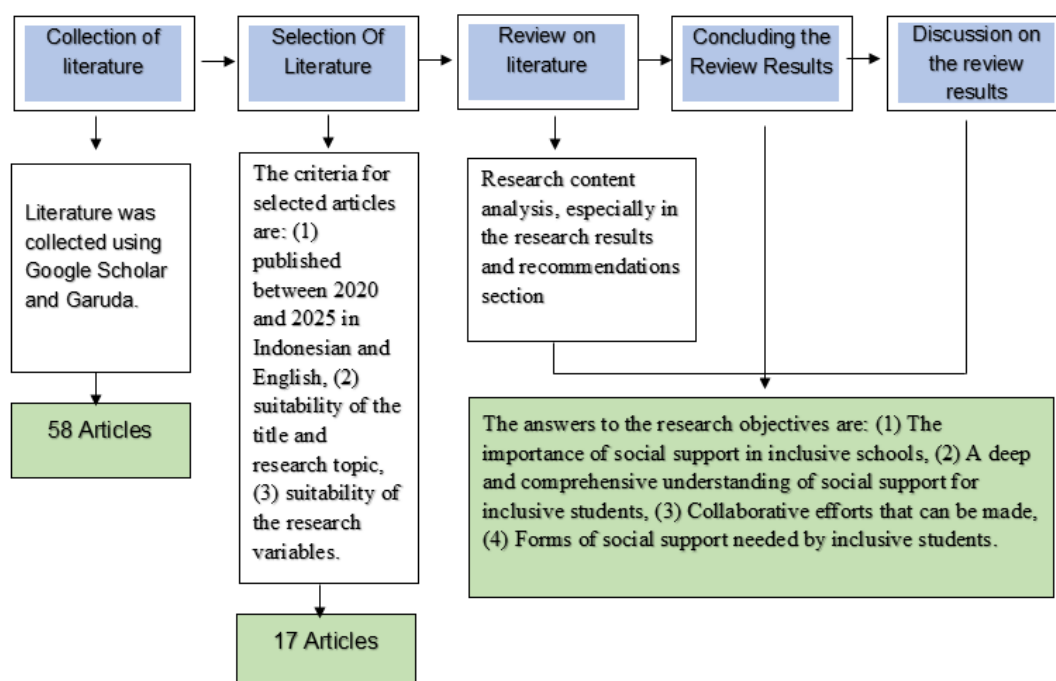 Collection of
literature
Selection Of
Literature
Review on
literature
Concluding the
Review Results
Discussion on
the review
results
Literature was
collected using
Google Scholar
and Garuda.
58 Articles
The criteria for
selected articles
are: (1)
published
between 2020
and 2025 in
Indonesian and
English, (2)
suitability of the
title and
research topic,
(3) suitability of
the research
variables.
17 Articles
Research content
analysis, especially in
the research results
and recommendations
section
The answers to the research objectives are: (1) The
importance of social support in inclusive schools, (2) A deep
and comprehensive understanding of social support for
inclusive students, (3) Collaborative efforts that can be made,
(4) Forms of social support needed by inclusive students.